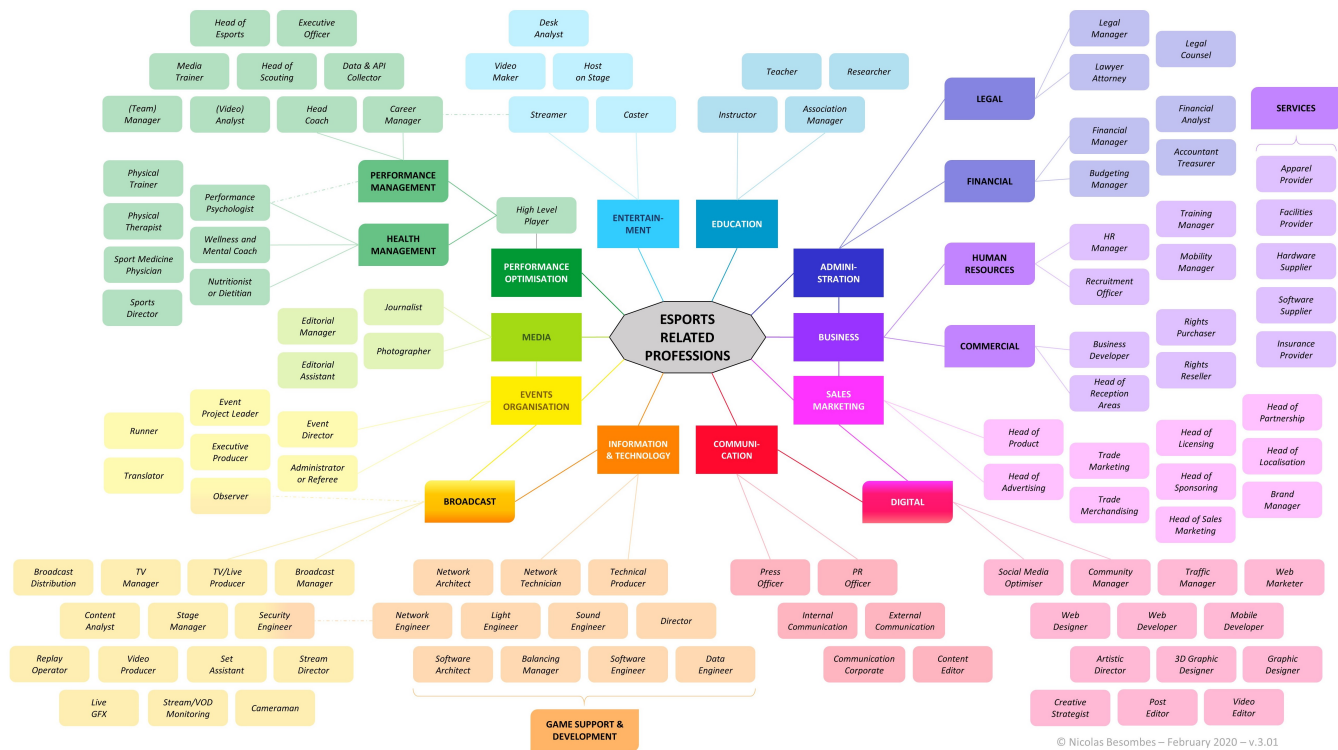 Head of
Esports
Executive
Officer
Media
Trainer
Head of
Scouting
Data & API
Collector
(Team)
Manager
(Video)
Analyst
Head
Coach
Career
Manager
Desk
Analyst
Video
Maker
Host
on Stage
Streamer
Caster
Teacher
Researcher
Instructor
Association
Manager
LEGAL
Legal
Manager
Legal
Counsel
Lawyer
Attorney
FINANCIAL
Financial
Manager
Financial
Analyst
Budgeting
Manager
Accountant
Treasurer
SERVICES
Apparel
Provider
Facilities
Provider
Hardware
Supplier
Software
Supplier
Insurance
Provider
PERFORMANCE
MANAGEMENT
Physical
Trainer
Performance
Psychologist
Physical
Therapist
HEALTH
MANAGEMENT
Wellness and
Mental Coach
Sport Medicine
Physician
Nutritionist
or Dietitian
Sports
Director
High Level
Player
PERFORMANCE
OPTIMISATION
ENTERTAIN-
MENT
EDUCATION
ADMINI-
STRATION
HUMAN
RESOURCES
HR
Manager
Training
Manager
Recruitment
Officer
Mobility
Manager
ESPORTS
RELATED
PROFESSIONS
MEDIA
Journalist
Editorial
Manager
Photographer
Editorial
Assistant
BUSINESS
COMMERCIAL
Business
Developer
Rights
Purchaser
Head of
Reception
Areas
Rights
Reseller
EVENTS
ORGANISATION
Event
Project Leader
Runner
Event
Director
Executive
Producer
Translator
Administrator
or Referee
Observer
SALES
MARKETING
Head of
Product
Head of
Advertising
Trade
Marketing
Trade
Merchandising
Head of
Licensing
Head of
Sponsoring
Head of Sales
Marketing
Head of
Partnership
Head of
Localisation
Brand
Manager
INFORMATION
& TECHNOLOGY
COMMUNI-
CATION
BROADCAST
DIGITAL
Broadcast
Distribution
TV
Manager
TV/Live
Producer
Broadcast
Manager
Content
Analyst
Stage
Manager
Security
Engineer
Replay
Operator
Video
Producer
Set
Assistant
Stream
Director
Live
GFX
Stream/VOD
Monitoring
Cameraman
Network
Architect
Network
Technician
Technical
Producer
Network
Engineer
Light
Engineer
Sound
Engineer
Director
Software
Architect
Balancing
Manager
Software
Engineer
Data
Engineer
GAME SUPPORT &
DEVELOPMENT
Press
Officer
PR
Officer
Internal
Communication
External
Communication
Communication
Corporate
Content
Editor
Social Media
Optimiser
Community
Manager
Traffic
Manager
Web
Marketer
Web
Designer
Web
Developer
Mobile
Developer
Artistic
Director
3D Graphic
Designer
Graphic
Designer
Creative
Strategist
Post
Editor
Video
Editor
© Nicolas Besombes – February 2020 – v.3.01